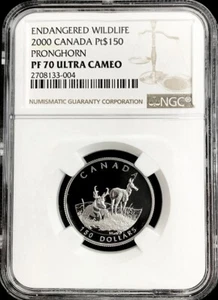 ENDANGERED WILDLIFE
2000 CANADA Pt$150
PRONGHORN
PF 70 ULTRA CAMEO
2708133-004
NUMISMATIC GUARANTY CORPORATION
NGC
CANADA
150 DOLLARS